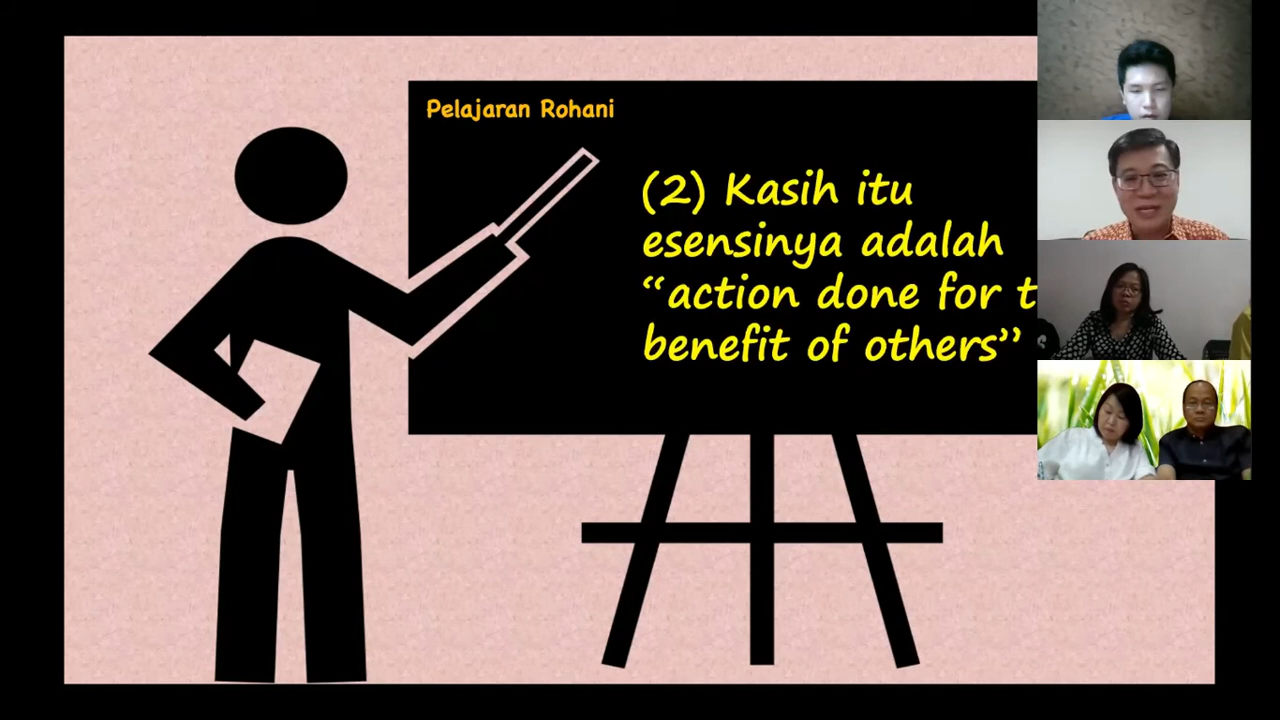 Pelajaran Rohani
(2) Kasih itu
esensinya adalah
“action done for t
benefit of others”